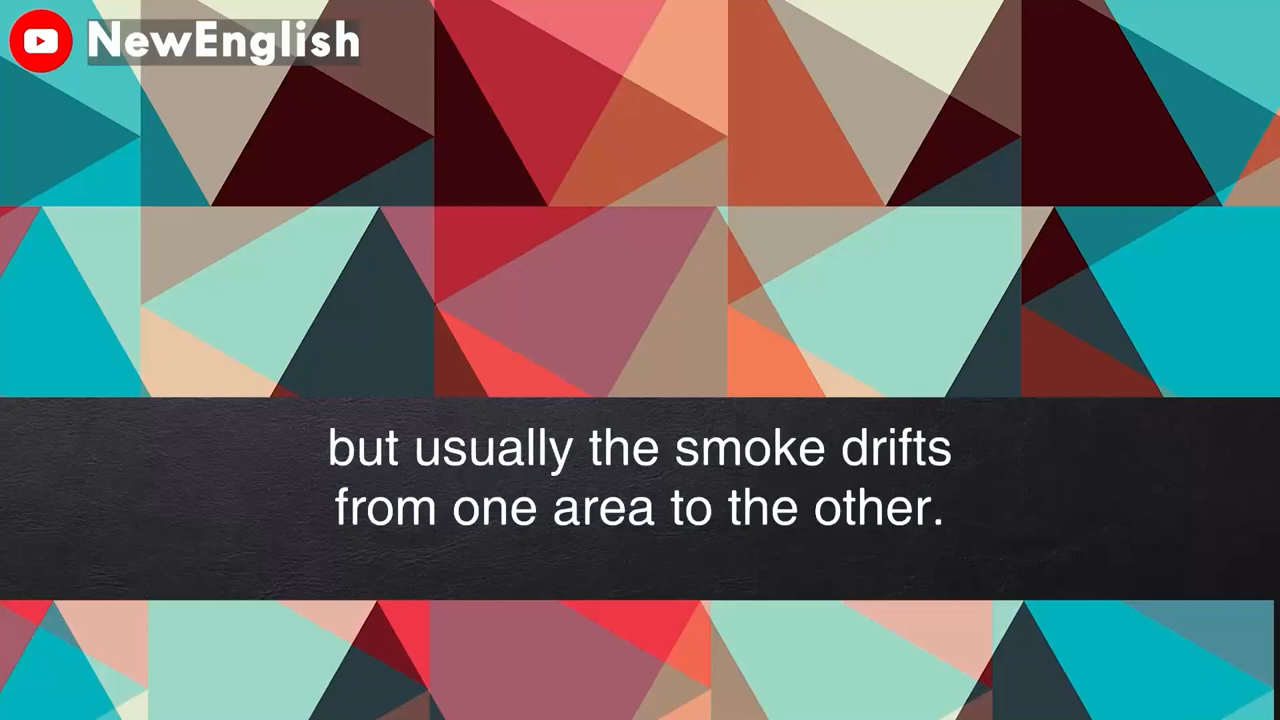 NewEnglish
but usually the smoke drifts
from one area to the other.